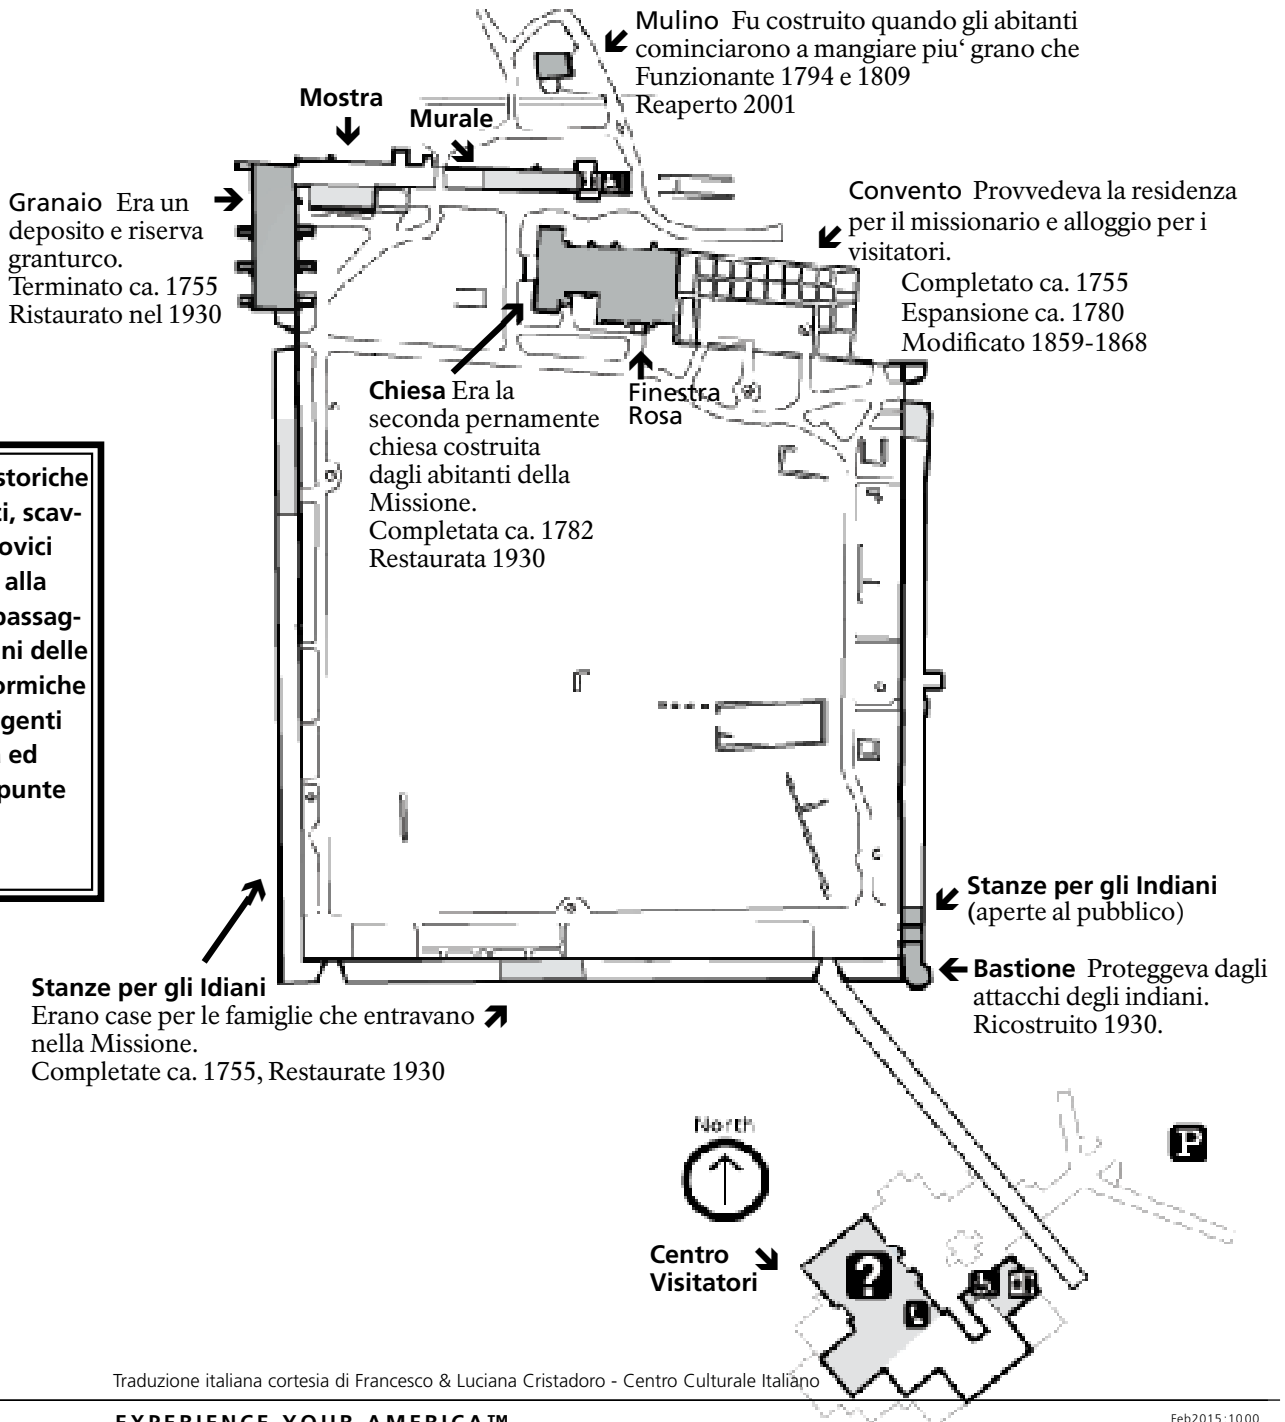 Mulino Fu costruito quando gli abitanti
cominciarono a mangiare piu‘ grano che
Funzionante 1794 e 1809
Reaperto 2001
Mostra
Murale
Granaio Era un
deposito e riserva
granturco.
Terminato ca. 1755
Ristaurato nel 1930
Convento Provvedeva la residenza
per il missionario e alloggio per i
visitatori.
Completato ca. 1755
Espansione ca. 1780
Modificato 1859-1868
Chiesa Era la
seconda pernamente
chiesa costruita
dagli abitanti della
Missione.
Completata ca. 1782
Restaurata 1930
Finestra
Rosa
storiche
i, scav-
ovici
alla
passag-
ni delle
ormiche
genti
ed
punte
Stanze per gli Indiani
(aperte al pubblico)
Bastione Proteggeva dagli
attacchi degli indiani.
Ricostruito 1930.
Stanze per gli Idiani
Erano case per le famiglie che entravano
nella Missione.
Completate ca. 1755, Restaurate 1930
North
P
Centro
Visitatori
?
Traduzione italiana cortesia di Francesco & Luciana Cristadoro - Centro Culturale Italiano
EXPERIENCE YOUR AMERICA™
Feb2015:1000